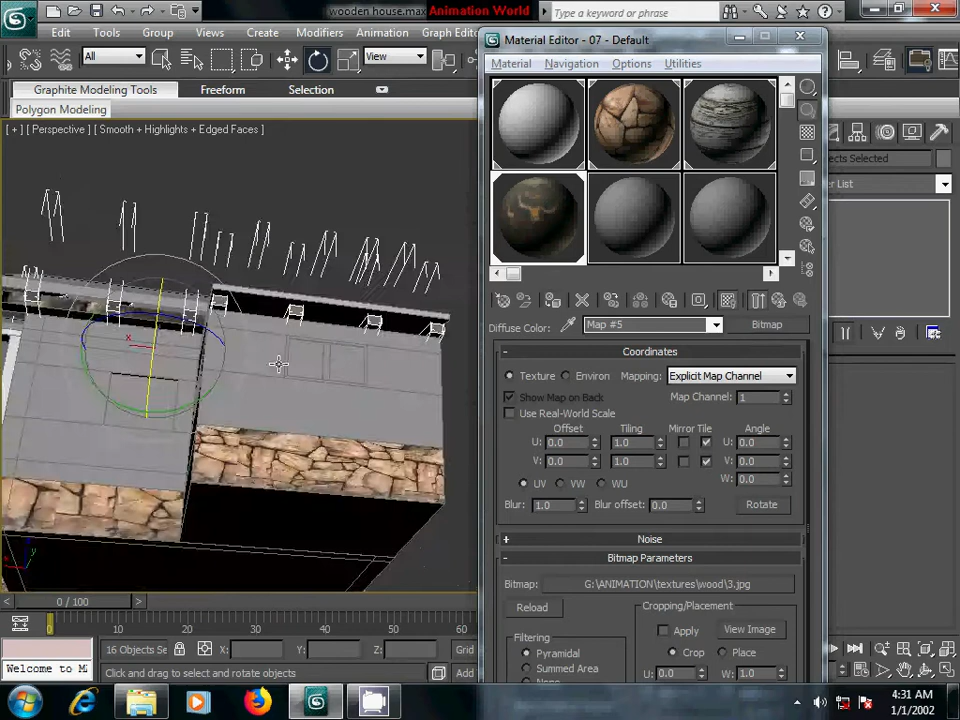 wooden house.max Animation World Type a keyword or phrase
Edit Tools Group Views Create Modifiers Animation Graph Editors
All View
Graphite Modeling Tools Freeform Selection
Polygon Modeling
[ + ] [ Perspective ] [ Smooth + Highlights + Edged Faces ]
Material Editor - 07 - Default
Material Navigation Options Utilities
Diffuse Color: Map #5 Bitmap
- Coordinates
Texture Environ Mapping: Explicit Map Channel
Show Map on Back Map Channel: 1
Use Real-World Scale
Offset Tiling Mirror Tile Angle
U: 0.0 1.0 U: 0.0
V: 0.0 1.0 V: 0.0
W: 0.0
UV VW WU
Blur: 1.0 Blur offset: 0.0 Rotate
+ Noise
- Bitmap Parameters
Bitmap: G:\ANIMATION\textures\wood\3.jpg
Reload
Cropping/Placement
Apply View Image
Crop Place
U: 0.0 W: 1.0
Filtering
Pyramidal
Summed Area
None
ects Selected
er List
x
x y
< 0 / 100 >
0 10 20 30 40 50 60
16 Objects Se X: Y: Z: Grid
Welcome to M Click and drag to select and rotate objects Add
4:31 AM
1/1/2002